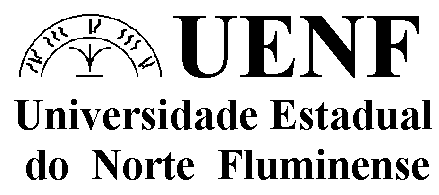 UENF
Universidade Estadual
do Norte Fluminense